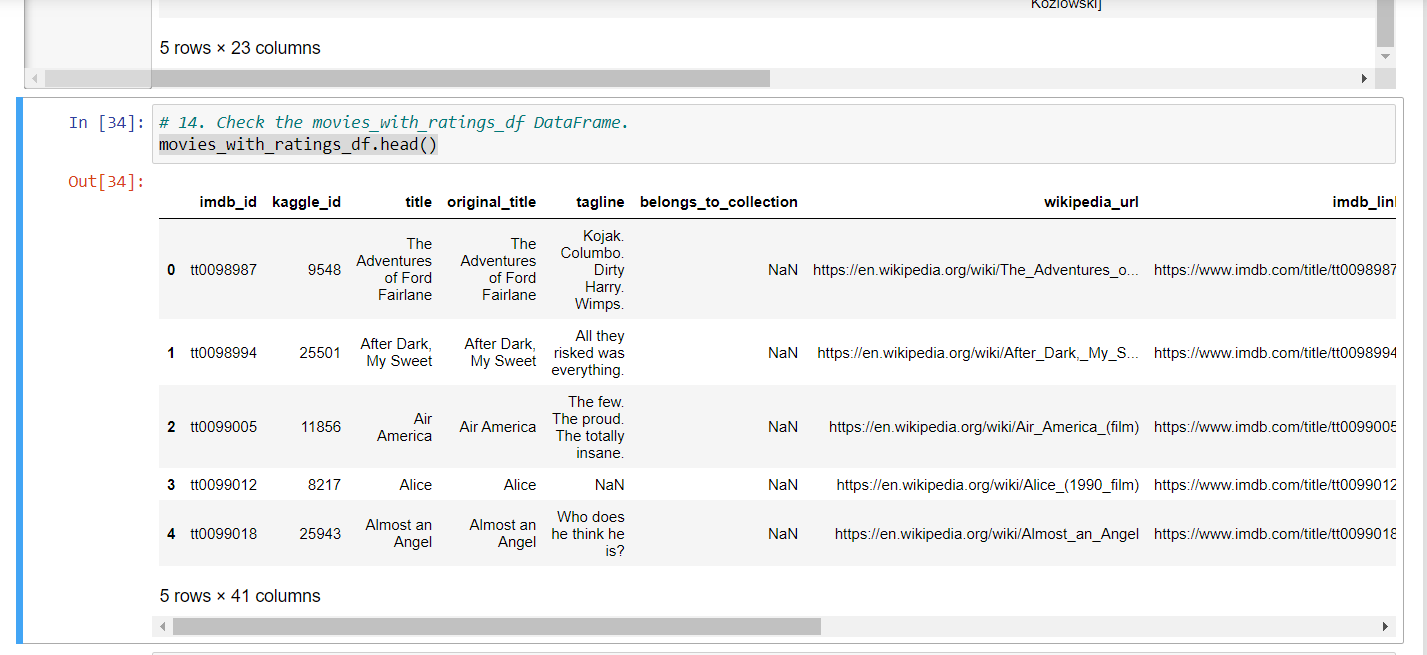 Kozlowski]
5 rows × 23 columns
In [34]: # 14. Check the movies_with_ratings_df DataFrame.
movies_with_ratings_df.head()
Out[34]:
imdb_id kaggle_id title original_title tagline belongs_to_collection wikipedia_url imdb_lin
0 tt0098987 9548 The Adventures of Ford Fairlane The Adventures of Ford Fairlane Kojak. Columbo. Dirty Harry. Wimps. NaN https://en.wikipedia.org/wiki/The_Adventures_o... https://www.imdb.com/title/tt0098987
1 tt0098994 25501 After Dark, My Sweet After Dark, My Sweet All they risked was everything. NaN https://en.wikipedia.org/wiki/After_Dark,_My_S... https://www.imdb.com/title/tt0098994
2 tt0099005 11856 Air America Air America The few. The proud. The totally insane. NaN https://en.wikipedia.org/wiki/Air_America_(film) https://www.imdb.com/title/tt0099005
3 tt0099012 8217 Alice Alice NaN NaN https://en.wikipedia.org/wiki/Alice_(1990_film) https://www.imdb.com/title/tt0099012
4 tt0099018 25943 Almost an Angel Almost an Angel Who does he think he is? NaN https://en.wikipedia.org/wiki/Almost_an_Angel https://www.imdb.com/title/tt0099018
5 rows × 41 columns